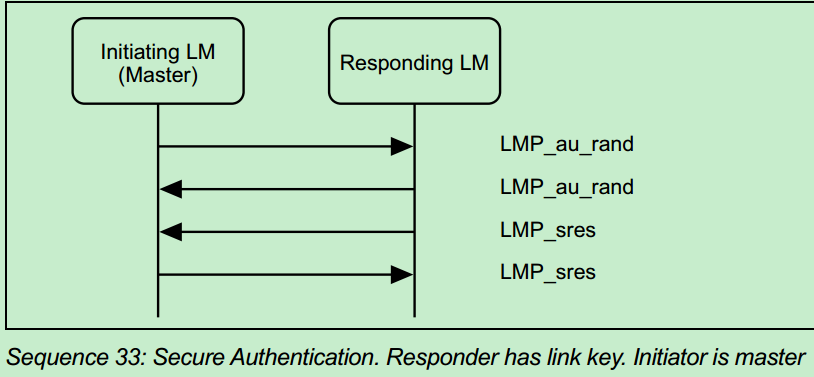 Initiating LM
(Master)
Responding LM
LMP_au_rand
LMP_au_rand
LMP_sres
LMP_sres
Sequence 33: Secure Authentication. Responder has link key. Initiator is master